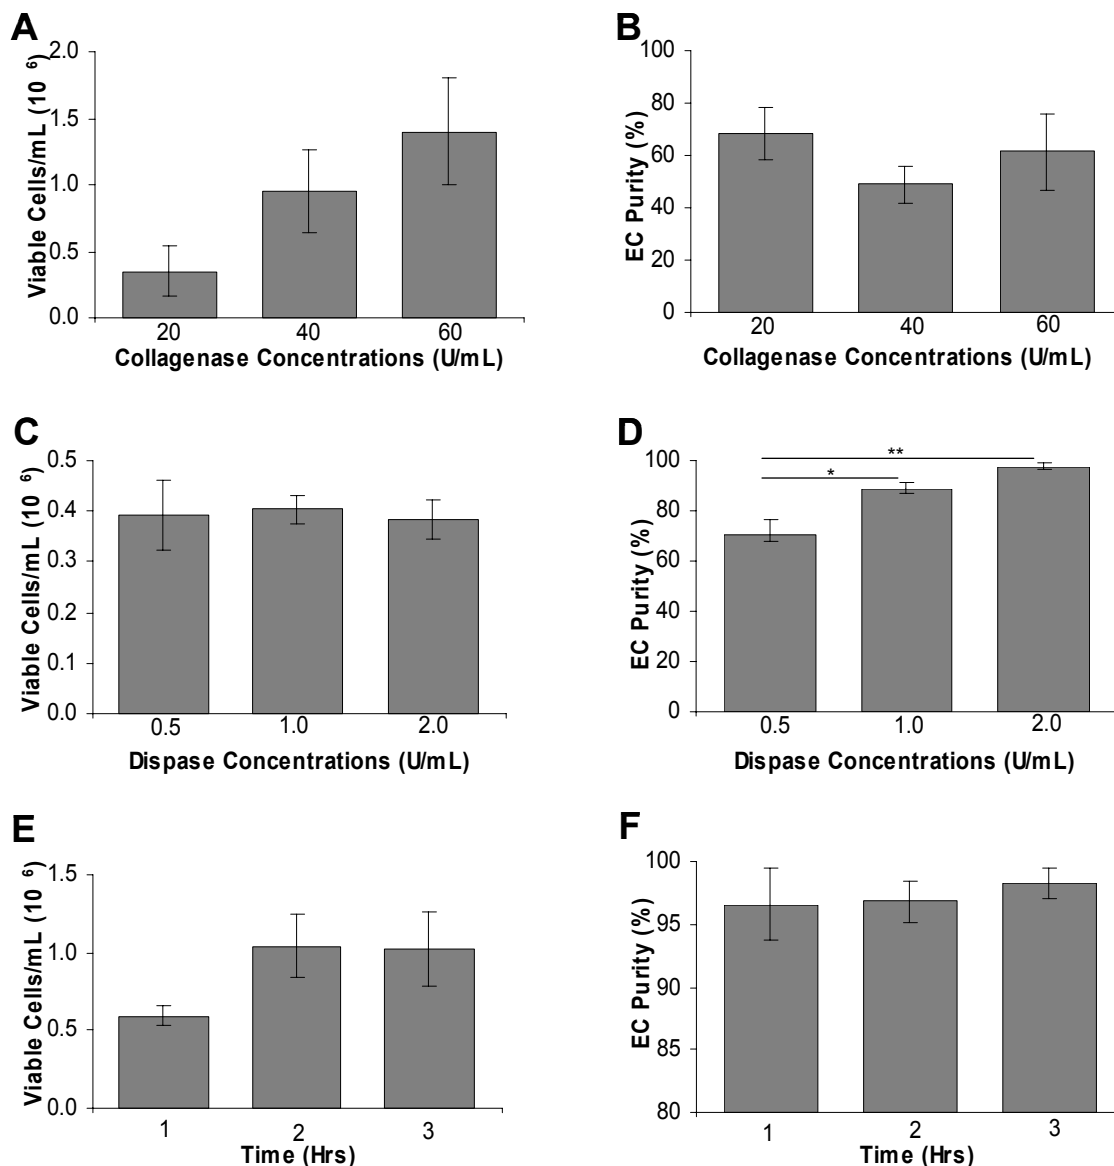 A
Viable Cells/mL (10 6)
2.0
1.5
1.0
0.5
0.0
20 40 60
Collagenase Concentrations (U/mL)
B
EC Purity (%)
100
80
60
40
20
0
20 40 60
Collagenase Concentrations (U/mL)
C
Viable Cells/mL (10 6)
0.5
0.4
0.3
0.2
0.1
0.0
0.5 1.0 2.0
Dispase Concentrations (U/mL)
D
EC Purity (%)
100
80
60
40
20
0
**
*
0.5 1.0 2.0
Dispase Concentrations (U/mL)
E
Viable Cells/mL (10 6)
1.5
1.0
0.5
0.0
1 2 3
Time (Hrs)
F
EC Purity (%)
100
95
90
85
80
1 2 3
Time (Hrs)